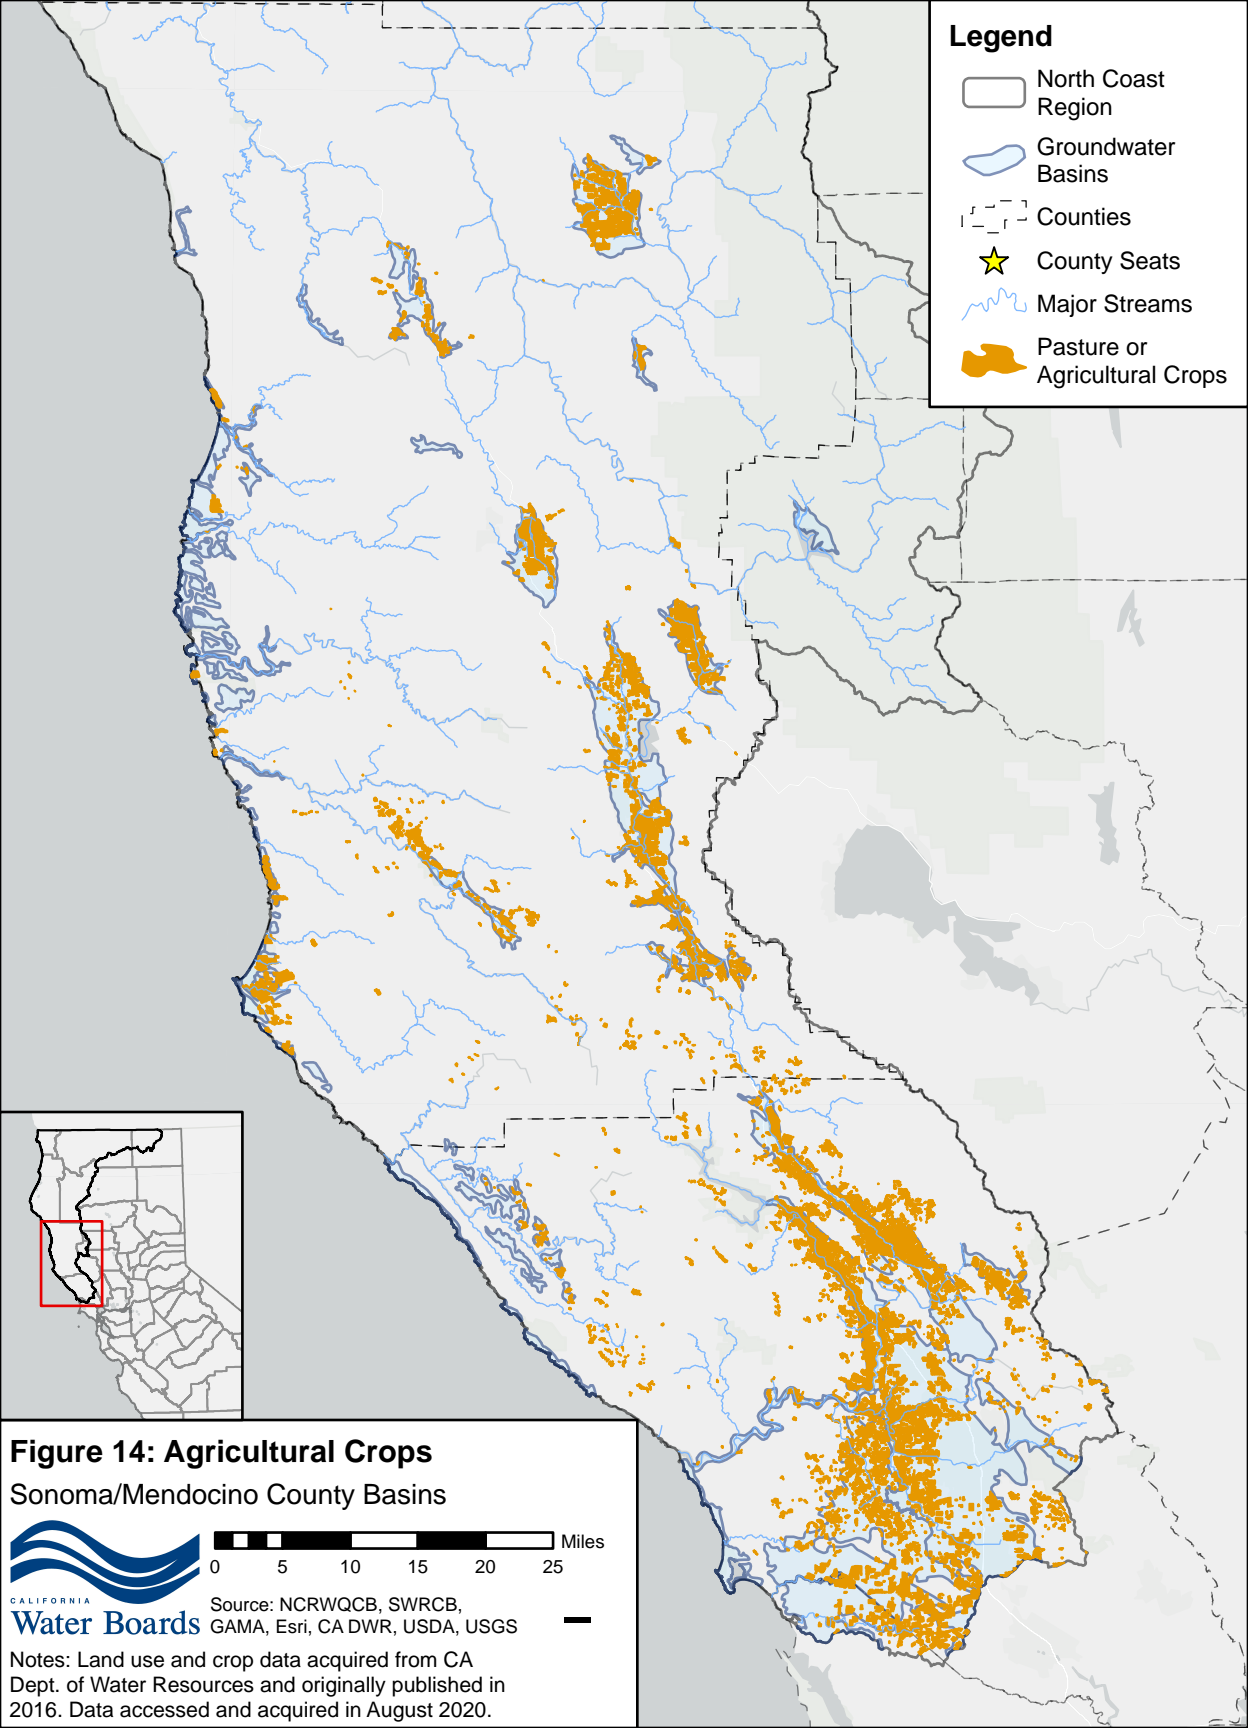 Legend
North Coast
Region
Groundwater
Basins
Counties
County Seats
Major Streams
Pasture or
Agricultural Crops
Figure 14: Agricultural Crops
Sonoma/Mendocino County Basins
CALIFORNIA
Water Boards
Miles
0 5 10 15 20 25
Source: NCRWQCB, SWRCB,
GAMA, Esri, CA DWR, USDA, USGS
Notes: Land use and crop data acquired from CA
Dept. of Water Resources and originally published in
2016. Data accessed and acquired in August 2020.